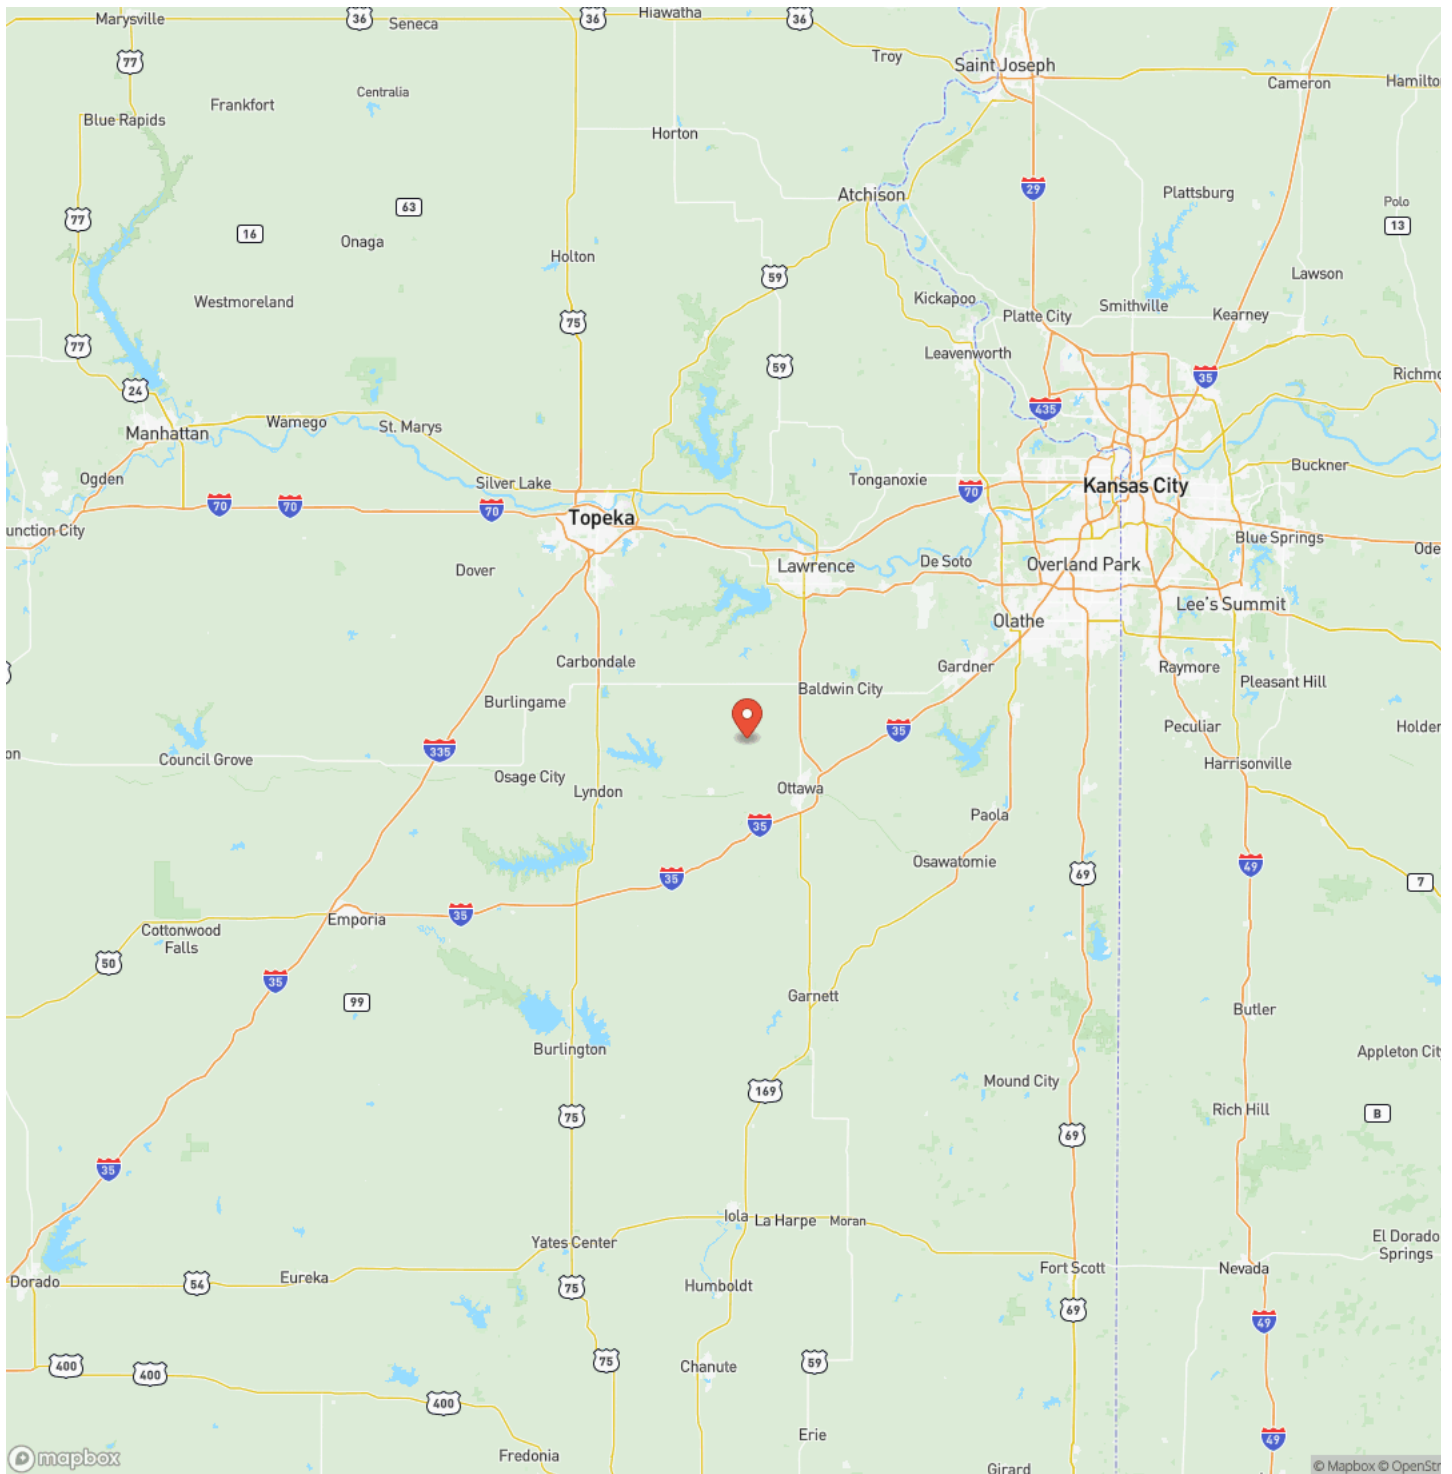 Marysville
36
Seneca
36
Hiawatha
36
77
Troy
Saint Joseph
Cameron
Hamilto
Frankfort
Centralia
Blue Rapids
Horton
29
Plattsburg
Atchison
Polo
63
77
16
Onaga
13
Holton
59
Lawson
Westmoreland
Kickapoo
Smithville
Platte City
Kearney
75
77
Leavenworth
59
35
Richmo
24
435
Manhattan
Wamego
St. Marys
Ogden
Silver Lake
Tonganoxie
70
Kansas City
Buckner
70
70
70
Topeka
unction City
Blue Springs
Ode
Dover
Lawrence
De Soto
Overland Park
Lee's Summit
Olathe
Carbondale
Gardner
Raymore
Baldwin City
Pleasant Hill
Burlingame
Peculiar
Holder
35
335
on
Council Grove
Harrisonville
Osage City
Lyndon
Ottawa
Paola
35
Osawatomie
49
69
35
7
35
Emporia
Cottonwood
Falls
50
35
99
Garnett
Butler
Burlington
Appleton City
Mound City
169
Rich Hill
B
75
69
35
Iola
La Harpe
Moran
Yates Center
El Dorado
Springs
Dorado
54
Eureka
Fort Scott
Nevada
75
Humboldt
69
49
400
400
75
Chanute
59
400
Erie
49
Fredonia
Girard
mapbox
© Mapbox © OpenStr